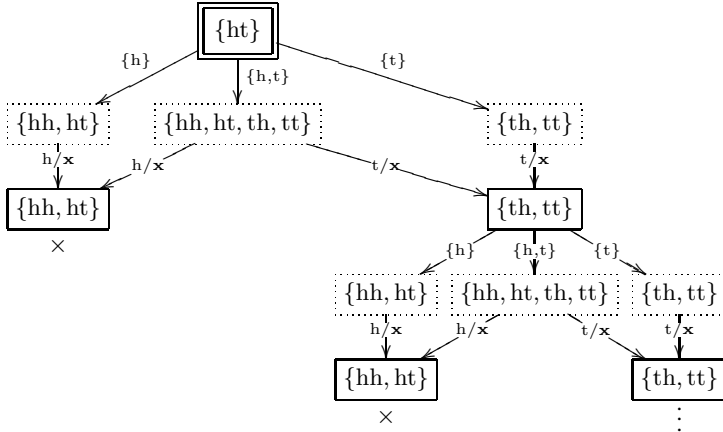 {ht}
{h} {h,t} {t}
{hh, ht} {hh, ht, th, tt} {th, tt}
h/x h/x t/x t/x
{hh, ht} {th, tt}
×
{h} {h,t} {t}
{hh, ht} {hh, ht, th, tt} {th, tt}
h/x h/x t/x t/x
{hh, ht} {th, tt}
× ⋮